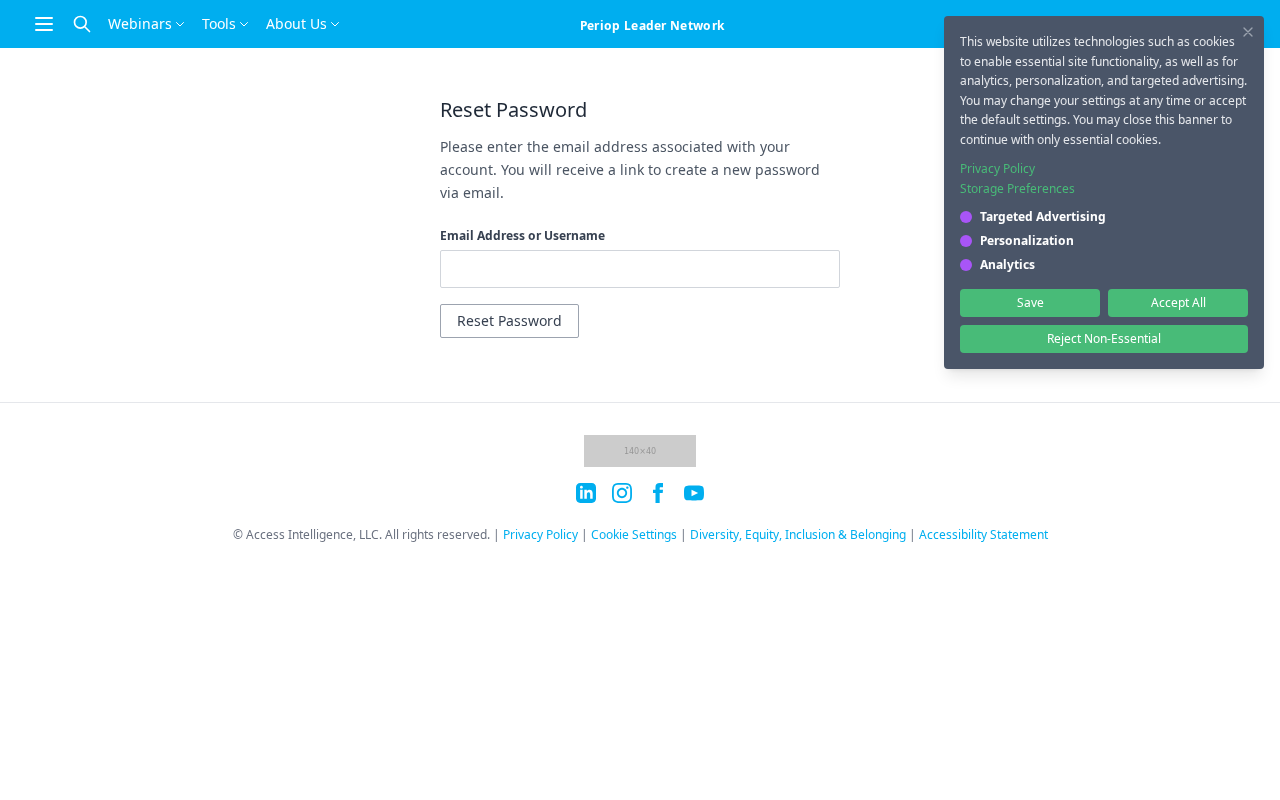 Webinars
Tools
About Us
Periop Leader Network
Reset Password
Please enter the email address associated with your
account. You will receive a link to create a new password
via email.
Email Address or Username
Reset Password
This website utilizes technologies such as cookies
to enable essential site functionality, as well as for
analytics, personalization, and targeted advertising.
You may change your settings at any time or accept
the default settings. You may close this banner to
continue with only essential cookies.
Privacy Policy
Storage Preferences
Targeted Advertising
Personalization
Analytics
Save
Accept All
Reject Non-Essential
140×40
© Access Intelligence, LLC. All rights reserved. | Privacy Policy | Cookie Settings | Diversity, Equity, Inclusion & Belonging | Accessibility Statement